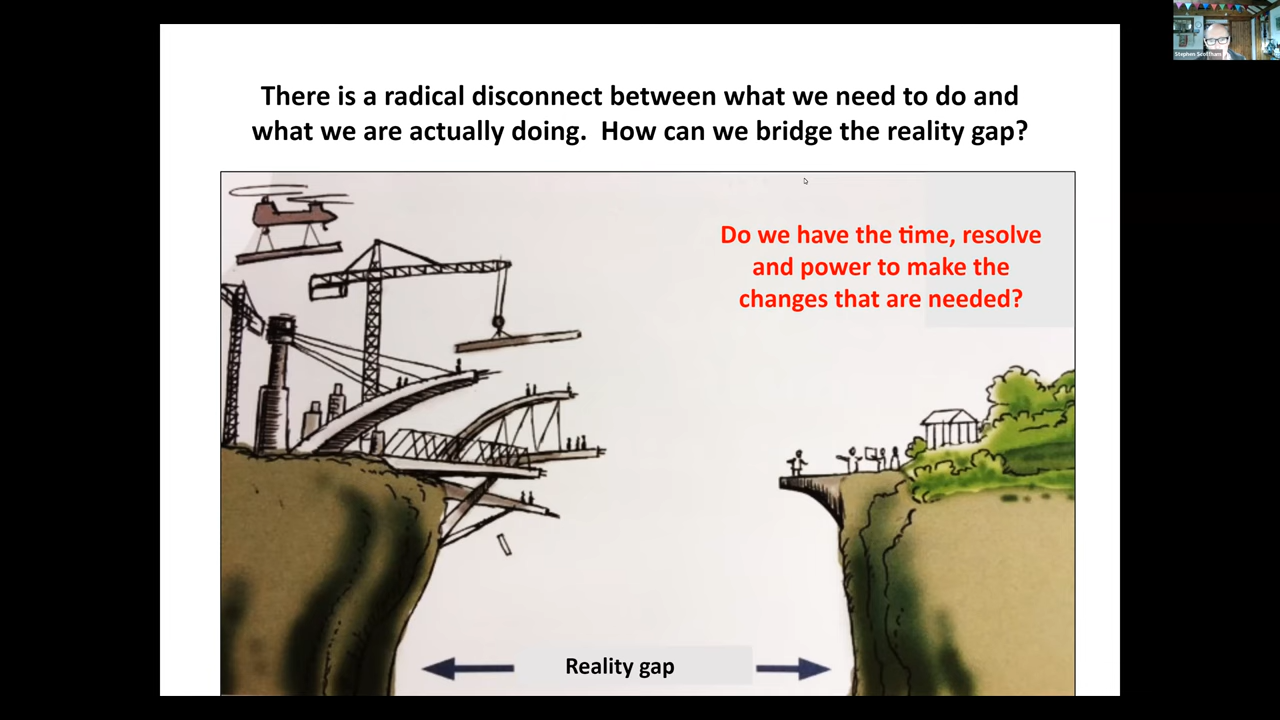 There is a radical disconnect between what we need to do and
what we are actually doing.  How can we bridge the reality gap?
Do we have the time, resolve
and power to make the
changes that are needed?
Reality gap
Stephen Scoffham